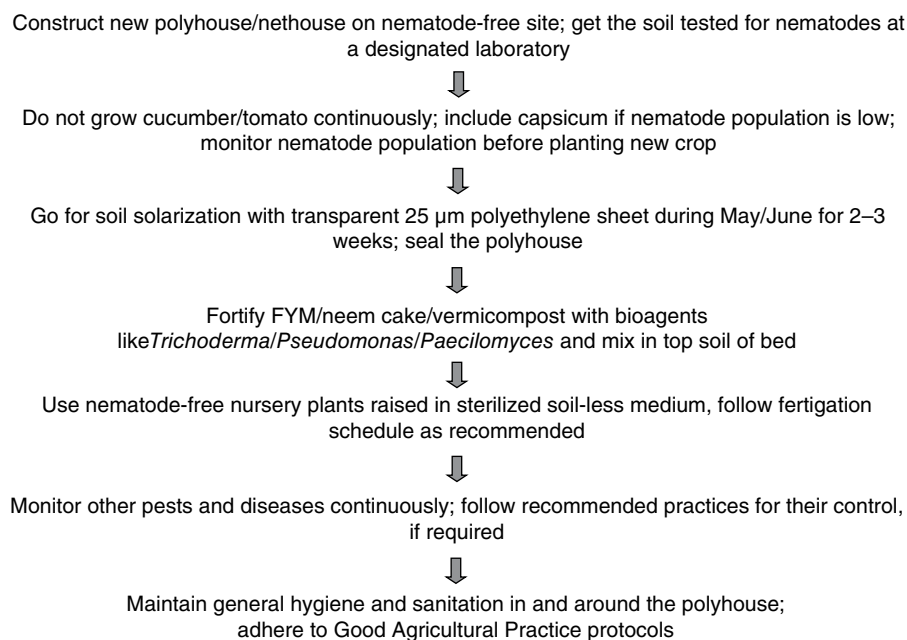 Construct new polyhouse/nethouse on nematode-free site; get the soil tested for nematodes at
a designated laboratory
Do not grow cucumber/tomato continuously; include capsicum if nematode population is low;
monitor nematode population before planting new crop
Go for soil solarization with transparent 25 µm polyethylene sheet during May/June for 2–3
weeks; seal the polyhouse
Fortify FYM/neem cake/vermicompost with bioagents
likeTrichoderma/Pseudomonas/Paecilomyces and mix in top soil of bed
Use nematode-free nursery plants raised in sterilized soil-less medium, follow fertigation
schedule as recommended
Monitor other pests and diseases continuously; follow recommended practices for their control,
if required
Maintain general hygiene and sanitation in and around the polyhouse;
adhere to Good Agricultural Practice protocols